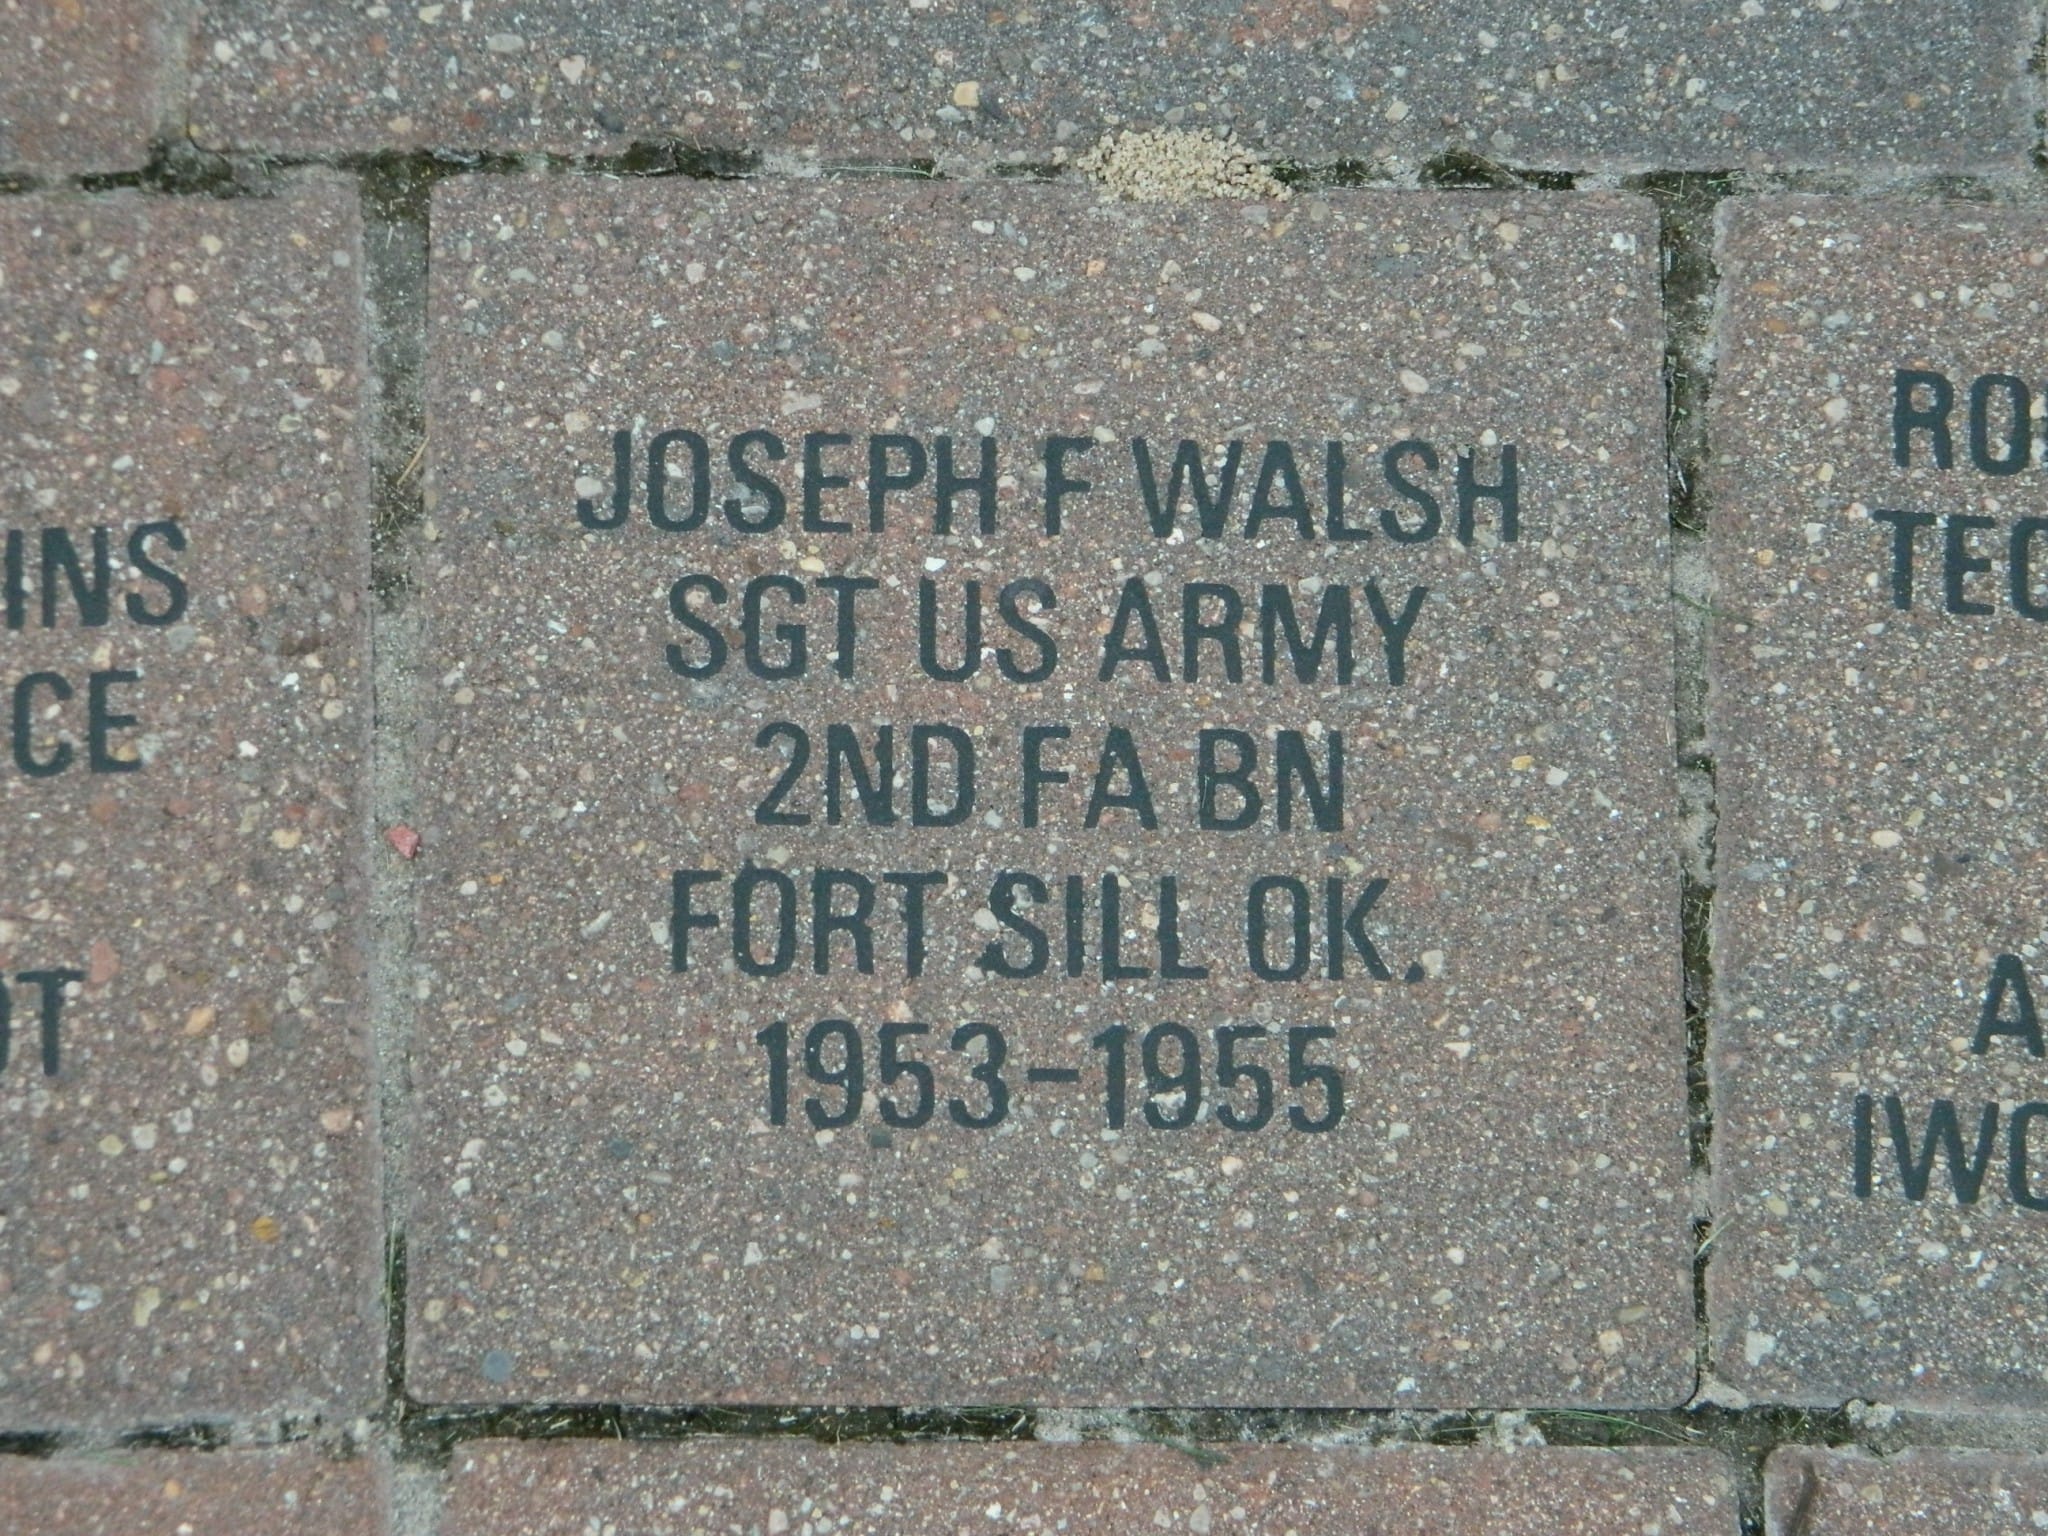 JOSEPH F WALSH
SGT US ARMY
2ND FA BN
FORT SILL OK.
1953-1955